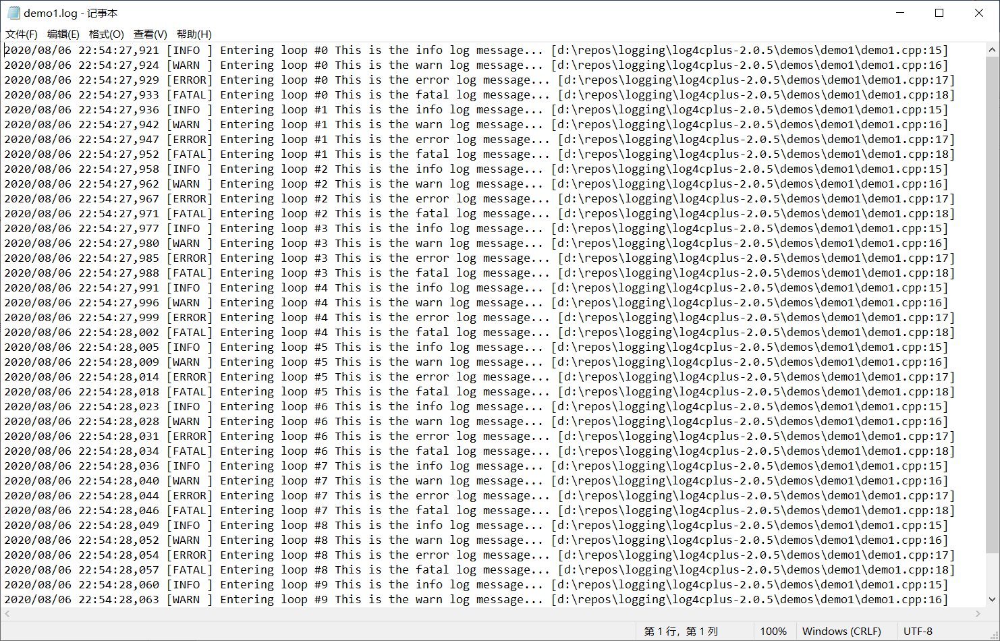 demo1.log - 记事本
文件(F) 编辑(E) 格式(O) 查看(V) 帮助(H)
2020/08/06 22:54:27,921 [INFO ] Entering loop #0 This is the info log message... [d:\repos\logging\log4cplus-2.0.5\demos\demo1\demo1.cpp:15]
2020/08/06 22:54:27,924 [WARN ] Entering loop #0 This is the warn log message... [d:\repos\logging\log4cplus-2.0.5\demos\demo1\demo1.cpp:16]
2020/08/06 22:54:27,929 [ERROR] Entering loop #0 This is the error log message... [d:\repos\logging\log4cplus-2.0.5\demos\demo1\demo1.cpp:17]
2020/08/06 22:54:27,933 [FATAL] Entering loop #0 This is the fatal log message... [d:\repos\logging\log4cplus-2.0.5\demos\demo1\demo1.cpp:18]
2020/08/06 22:54:27,936 [INFO ] Entering loop #1 This is the info log message... [d:\repos\logging\log4cplus-2.0.5\demos\demo1\demo1.cpp:15]
2020/08/06 22:54:27,942 [WARN ] Entering loop #1 This is the warn log message... [d:\repos\logging\log4cplus-2.0.5\demos\demo1\demo1.cpp:16]
2020/08/06 22:54:27,947 [ERROR] Entering loop #1 This is the error log message... [d:\repos\logging\log4cplus-2.0.5\demos\demo1\demo1.cpp:17]
2020/08/06 22:54:27,952 [FATAL] Entering loop #1 This is the fatal log message... [d:\repos\logging\log4cplus-2.0.5\demos\demo1\demo1.cpp:18]
2020/08/06 22:54:27,958 [INFO ] Entering loop #2 This is the info log message... [d:\repos\logging\log4cplus-2.0.5\demos\demo1\demo1.cpp:15]
2020/08/06 22:54:27,962 [WARN ] Entering loop #2 This is the warn log message... [d:\repos\logging\log4cplus-2.0.5\demos\demo1\demo1.cpp:16]
2020/08/06 22:54:27,967 [ERROR] Entering loop #2 This is the error log message... [d:\repos\logging\log4cplus-2.0.5\demos\demo1\demo1.cpp:17]
2020/08/06 22:54:27,971 [FATAL] Entering loop #2 This is the fatal log message... [d:\repos\logging\log4cplus-2.0.5\demos\demo1\demo1.cpp:18]
2020/08/06 22:54:27,977 [INFO ] Entering loop #3 This is the info log message... [d:\repos\logging\log4cplus-2.0.5\demos\demo1\demo1.cpp:15]
2020/08/06 22:54:27,980 [WARN ] Entering loop #3 This is the warn log message... [d:\repos\logging\log4cplus-2.0.5\demos\demo1\demo1.cpp:16]
2020/08/06 22:54:27,985 [ERROR] Entering loop #3 This is the error log message... [d:\repos\logging\log4cplus-2.0.5\demos\demo1\demo1.cpp:17]
2020/08/06 22:54:27,988 [FATAL] Entering loop #3 This is the fatal log message... [d:\repos\logging\log4cplus-2.0.5\demos\demo1\demo1.cpp:18]
2020/08/06 22:54:27,991 [INFO ] Entering loop #4 This is the info log message... [d:\repos\logging\log4cplus-2.0.5\demos\demo1\demo1.cpp:15]
2020/08/06 22:54:27,996 [WARN ] Entering loop #4 This is the warn log message... [d:\repos\logging\log4cplus-2.0.5\demos\demo1\demo1.cpp:16]
2020/08/06 22:54:27,999 [ERROR] Entering loop #4 This is the error log message... [d:\repos\logging\log4cplus-2.0.5\demos\demo1\demo1.cpp:17]
2020/08/06 22:54:28,002 [FATAL] Entering loop #4 This is the fatal log message... [d:\repos\logging\log4cplus-2.0.5\demos\demo1\demo1.cpp:18]
2020/08/06 22:54:28,005 [INFO ] Entering loop #5 This is the info log message... [d:\repos\logging\log4cplus-2.0.5\demos\demo1\demo1.cpp:15]
2020/08/06 22:54:28,009 [WARN ] Entering loop #5 This is the warn log message... [d:\repos\logging\log4cplus-2.0.5\demos\demo1\demo1.cpp:16]
2020/08/06 22:54:28,014 [ERROR] Entering loop #5 This is the error log message... [d:\repos\logging\log4cplus-2.0.5\demos\demo1\demo1.cpp:17]
2020/08/06 22:54:28,018 [FATAL] Entering loop #5 This is the fatal log message... [d:\repos\logging\log4cplus-2.0.5\demos\demo1\demo1.cpp:18]
2020/08/06 22:54:28,023 [INFO ] Entering loop #6 This is the info log message... [d:\repos\logging\log4cplus-2.0.5\demos\demo1\demo1.cpp:15]
2020/08/06 22:54:28,028 [WARN ] Entering loop #6 This is the warn log message... [d:\repos\logging\log4cplus-2.0.5\demos\demo1\demo1.cpp:16]
2020/08/06 22:54:28,031 [ERROR] Entering loop #6 This is the error log message... [d:\repos\logging\log4cplus-2.0.5\demos\demo1\demo1.cpp:17]
2020/08/06 22:54:28,034 [FATAL] Entering loop #6 This is the fatal log message... [d:\repos\logging\log4cplus-2.0.5\demos\demo1\demo1.cpp:18]
2020/08/06 22:54:28,036 [INFO ] Entering loop #7 This is the info log message... [d:\repos\logging\log4cplus-2.0.5\demos\demo1\demo1.cpp:15]
2020/08/06 22:54:28,040 [WARN ] Entering loop #7 This is the warn log message... [d:\repos\logging\log4cplus-2.0.5\demos\demo1\demo1.cpp:16]
2020/08/06 22:54:28,044 [ERROR] Entering loop #7 This is the error log message... [d:\repos\logging\log4cplus-2.0.5\demos\demo1\demo1.cpp:17]
2020/08/06 22:54:28,046 [FATAL] Entering loop #7 This is the fatal log message... [d:\repos\logging\log4cplus-2.0.5\demos\demo1\demo1.cpp:18]
2020/08/06 22:54:28,049 [INFO ] Entering loop #8 This is the info log message... [d:\repos\logging\log4cplus-2.0.5\demos\demo1\demo1.cpp:15]
2020/08/06 22:54:28,052 [WARN ] Entering loop #8 This is the warn log message... [d:\repos\logging\log4cplus-2.0.5\demos\demo1\demo1.cpp:16]
2020/08/06 22:54:28,054 [ERROR] Entering loop #8 This is the error log message... [d:\repos\logging\log4cplus-2.0.5\demos\demo1\demo1.cpp:17]
2020/08/06 22:54:28,057 [FATAL] Entering loop #8 This is the fatal log message... [d:\repos\logging\log4cplus-2.0.5\demos\demo1\demo1.cpp:18]
2020/08/06 22:54:28,060 [INFO ] Entering loop #9 This is the info log message... [d:\repos\logging\log4cplus-2.0.5\demos\demo1\demo1.cpp:15]
2020/08/06 22:54:28,063 [WARN ] Entering loop #9 This is the warn log message... [d:\repos\logging\log4cplus-2.0.5\demos\demo1\demo1.cpp:16]
第 1 行，第 1 列 100% Windows (CRLF) UTF-8